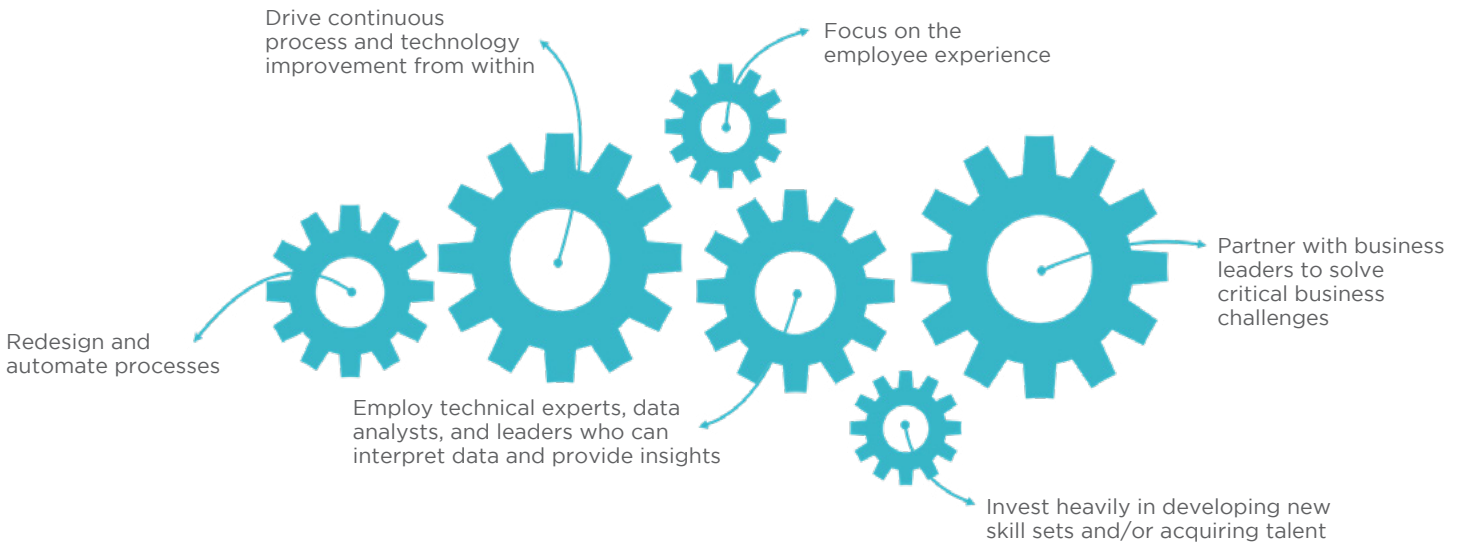 Drive continuous
process and technology
improvement from within
Focus on the
employee experience
Partner with business
leaders to solve
critical business
challenges
Redesign and
automate processes
Employ technical experts, data
analysts, and leaders who can
interpret data and provide insights
Invest heavily in developing new
skill sets and/or acquiring talent